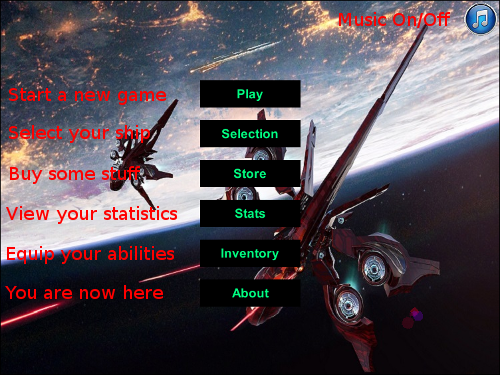 Music On/Off
Start a new game Play
Select your ship Selection
Buy some stuff Store
View your statistics Stats
Equip your abilities Inventory
You are now here About